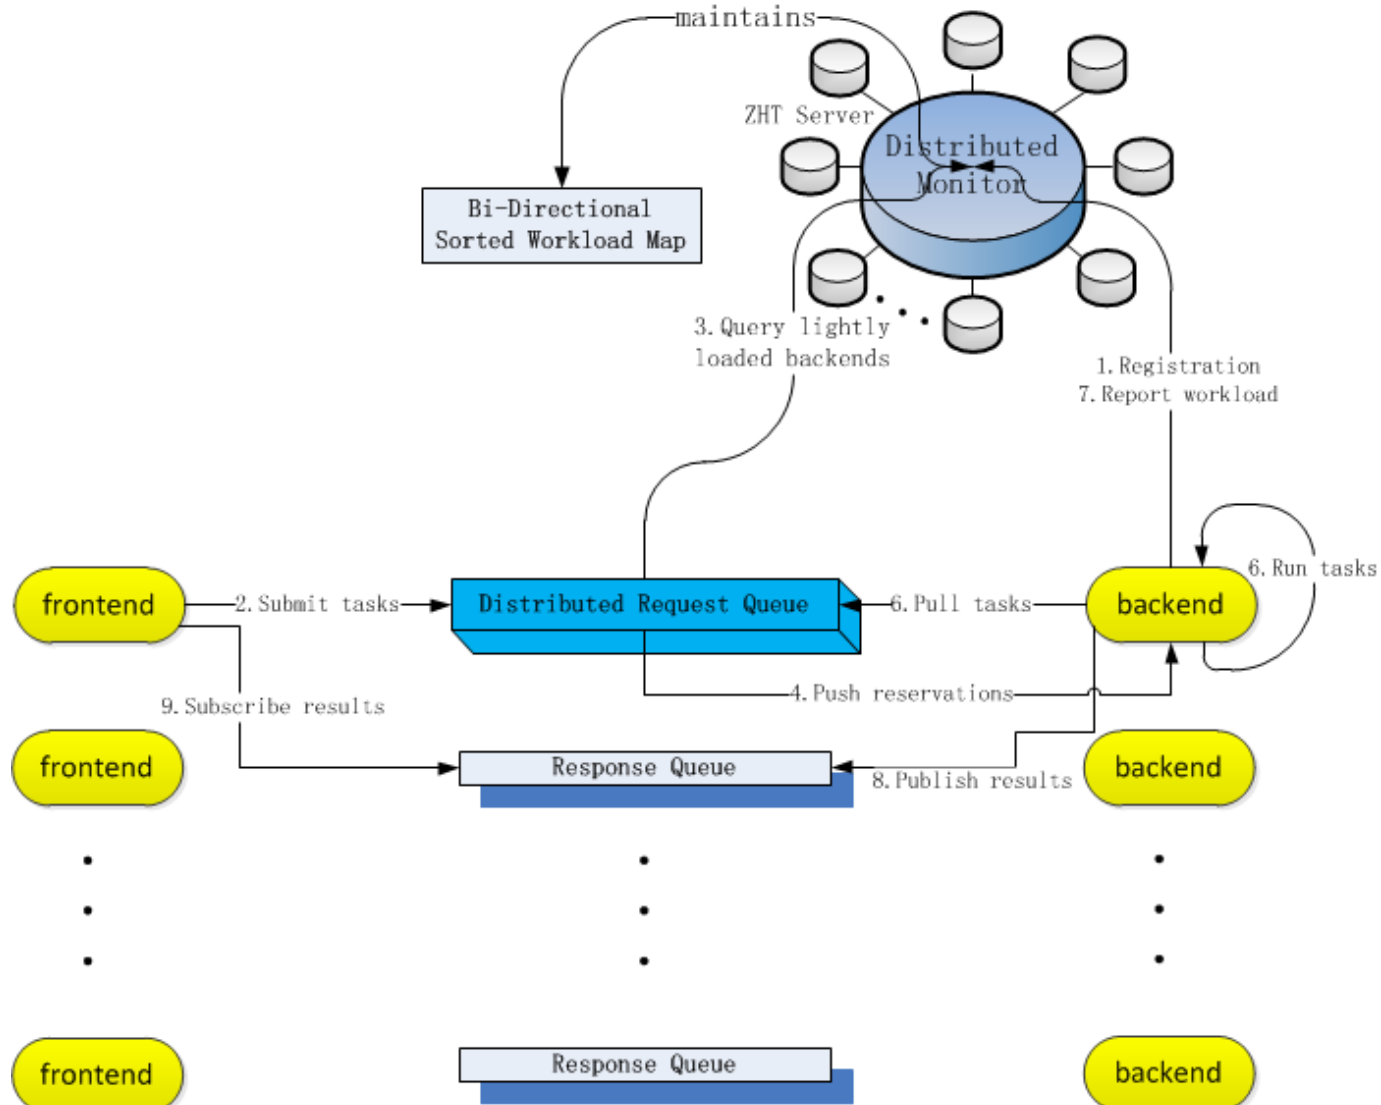 maintains
ZHT Server
Distributed
Monitor
Bi-Directional
Sorted Workload Map
3.Query lightly
loaded backends
1.Registration
7.Report workload
6.Run tasks
frontend
2.Submit tasks
Distributed Request Queue
6.Pull tasks
backend
4.Push reservations
9.Subscribe results
frontend
Response Queue
8.Publish results
backend
frontend
Response Queue
backend